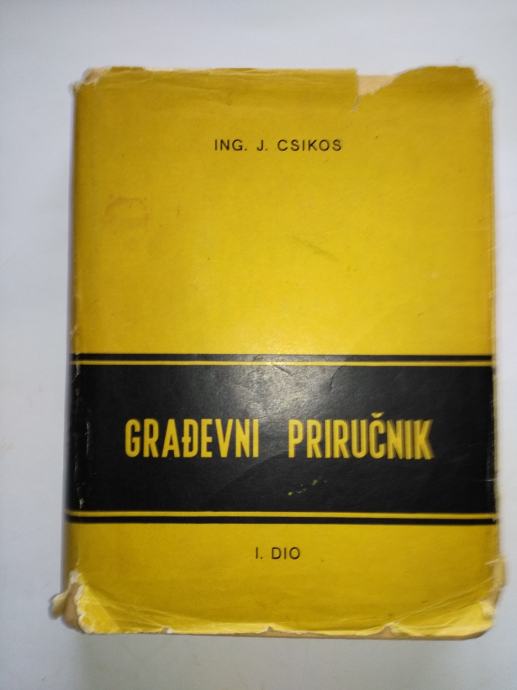 ING. J. CSIKOS
GRAĐEVNI PRIRUČNIK
I. DIO